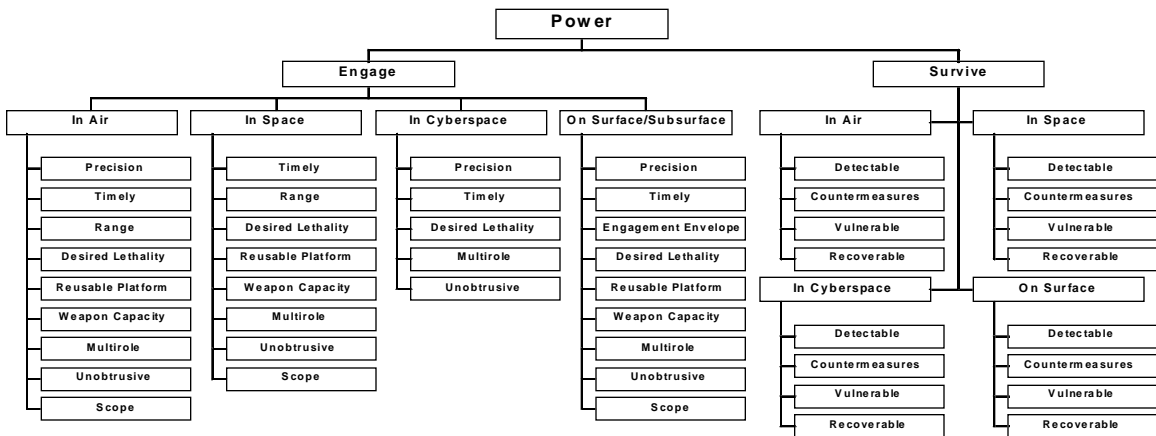 Power
Engage
Survive
In Air
In Space
In Cyberspace
On Surface/Subsurface
In Air
In Space
Precision
Timely
Range
Desired Lethality
Reusable Platform
Weapon Capacity
Multirole
Unobtrusive
Scope
Timely
Range
Desired Lethality
Reusable Platform
Weapon Capacity
Multirole
Unobtrusive
Scope
Precision
Timely
Desired Lethality
Multirole
Unobtrusive
Precision
Timely
Engagement Envelope
Desired Lethality
Reusable Platform
Weapon Capacity
Multirole
Unobtrusive
Scope
Detectable
Countermeasures
Vulnerable
Recoverable
Detectable
Countermeasures
Vulnerable
Recoverable
In Cyberspace
On Surface
Detectable
Countermeasures
Vulnerable
Recoverable
Detectable
Countermeasures
Vulnerable
Recoverable